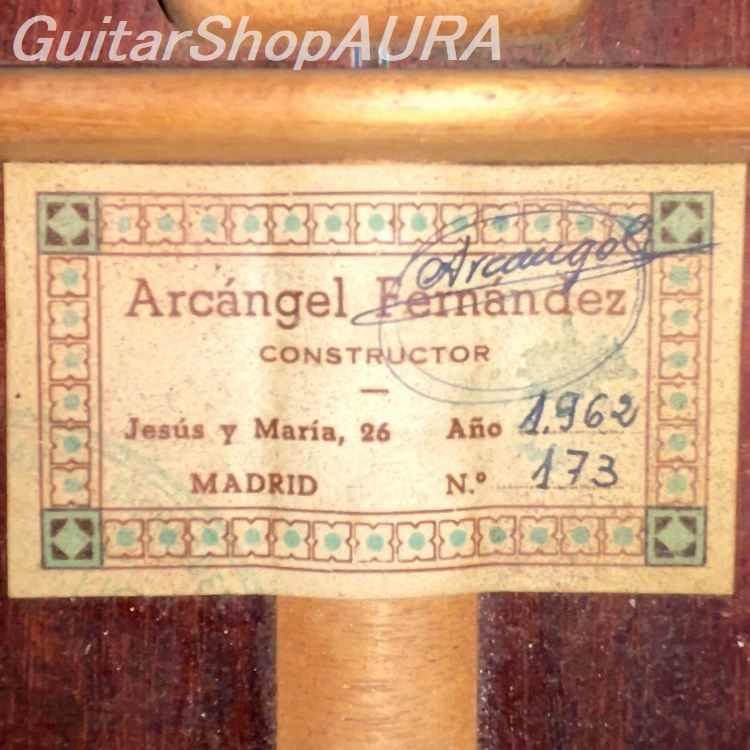 GuitarShopAURA
Arcangel
Arcángel Fernández
CONSTRUCTOR
Jesús y María, 26 Año 1.962
MADRID N.º 173